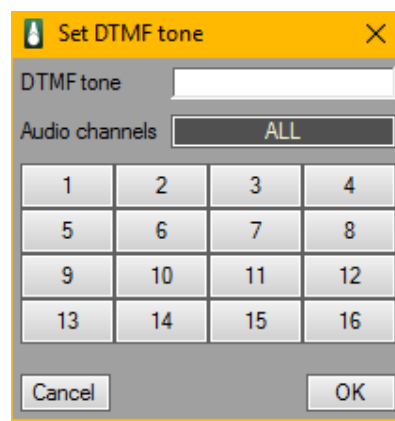 Set DTMF tone
DTMF tone
Audio channels ALL
1 2 3 4
5 6 7 8
9 10 11 12
13 14 15 16
Cancel OK